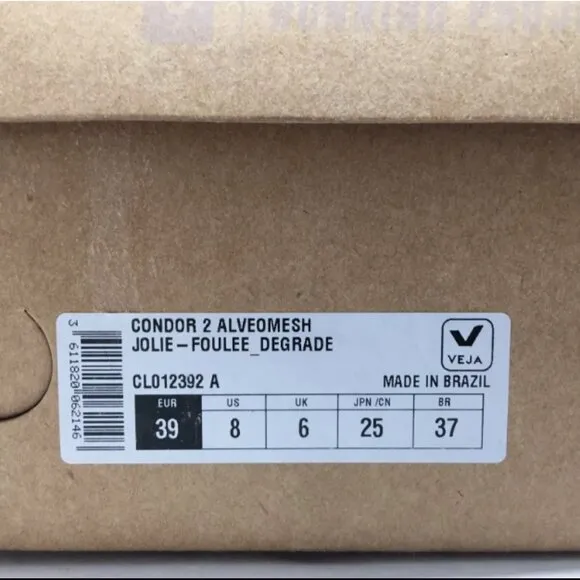 CONDOR 2 ALVEOMESH
JOLIE-FOULEE_DEGRADE
VEJA
CL012392 A
MADE IN BRAZIL
EUR US UK JPN/CN BR
39 8 6 25 37
3 611820 062146